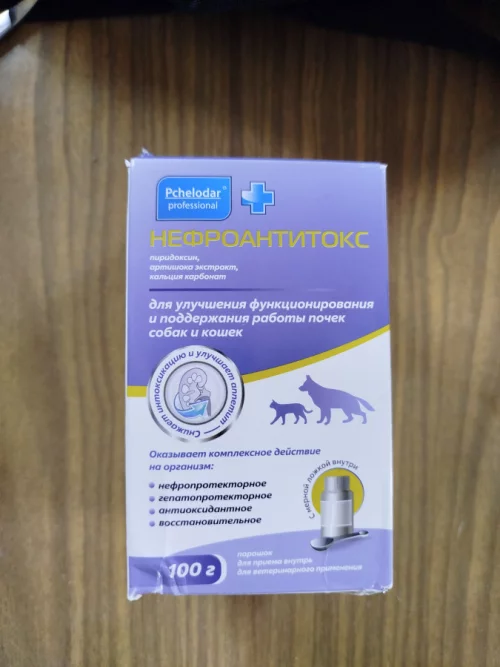 Pchelodar®
professional
НЕФРОАНТИТОКС
пиридоксин,
артишока экстракт,
кальция карбонат
для улучшения функционирования
и поддержания работы почек
собак и кошек
Снижает интоксикацию и улучшает аппетит
Оказывает комплексное действие
на организм:
нефропротекторное
гепатопротекторное
антиоксидантное
восстановительное
С мерной ложкой внутри
100 г
порошок
для приема внутрь
для ветеринарного применения